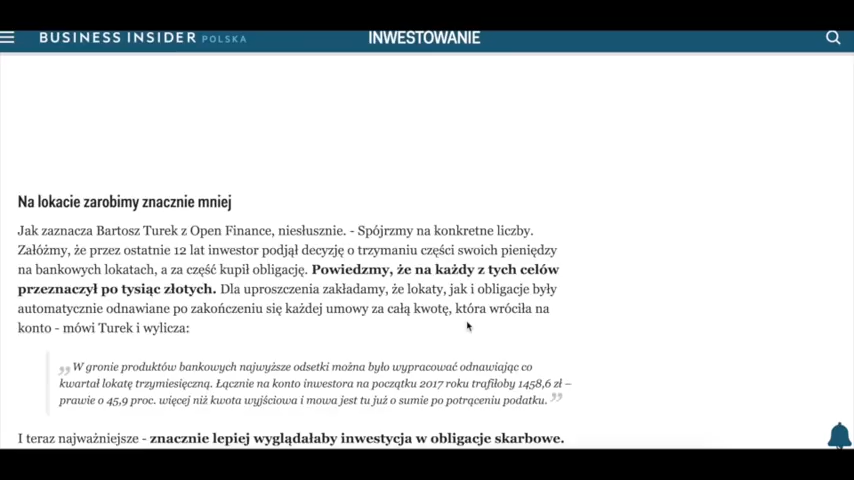 BUSINESS INSIDER POLSKA
INWESTOWANIE
Na lokacie zarobimy znacznie mniej
Jak zaznacza Bartosz Turek z Open Finance, niesłusznie. - Spójrzmy na konkretne liczby.
Załóżmy, że przez ostatnie 12 lat inwestor podjął decyzję o trzymaniu części swoich pieniędzy
na bankowych lokatach, a za część kupił obligację. Powiedzmy, że na każdy z tych celów
przeznaczył po tysiąc złotych. Dla uproszczenia zakładamy, że lokaty, jak i obligacje były
automatycznie odnawiane po zakończeniu się każdej umowy za całą kwotę, która wróciła na
konto - mówi Turek i wylicza:
„W gronie produktów bankowych najwyższe odsetki można było wypracować odnawiając co
kwartał lokatę trzymiesięczną. Łącznie na konto inwestora na początku 2017 roku trafiłoby 1458,6 zł –
prawie o 45,9 proc. więcej niż kwota wyjściowa i mowa jest tu już o sumie po potrąceniu podatku.”
I teraz najważniejsze - znacznie lepiej wyglądałaby inwestycja w obligacje skarbowe.